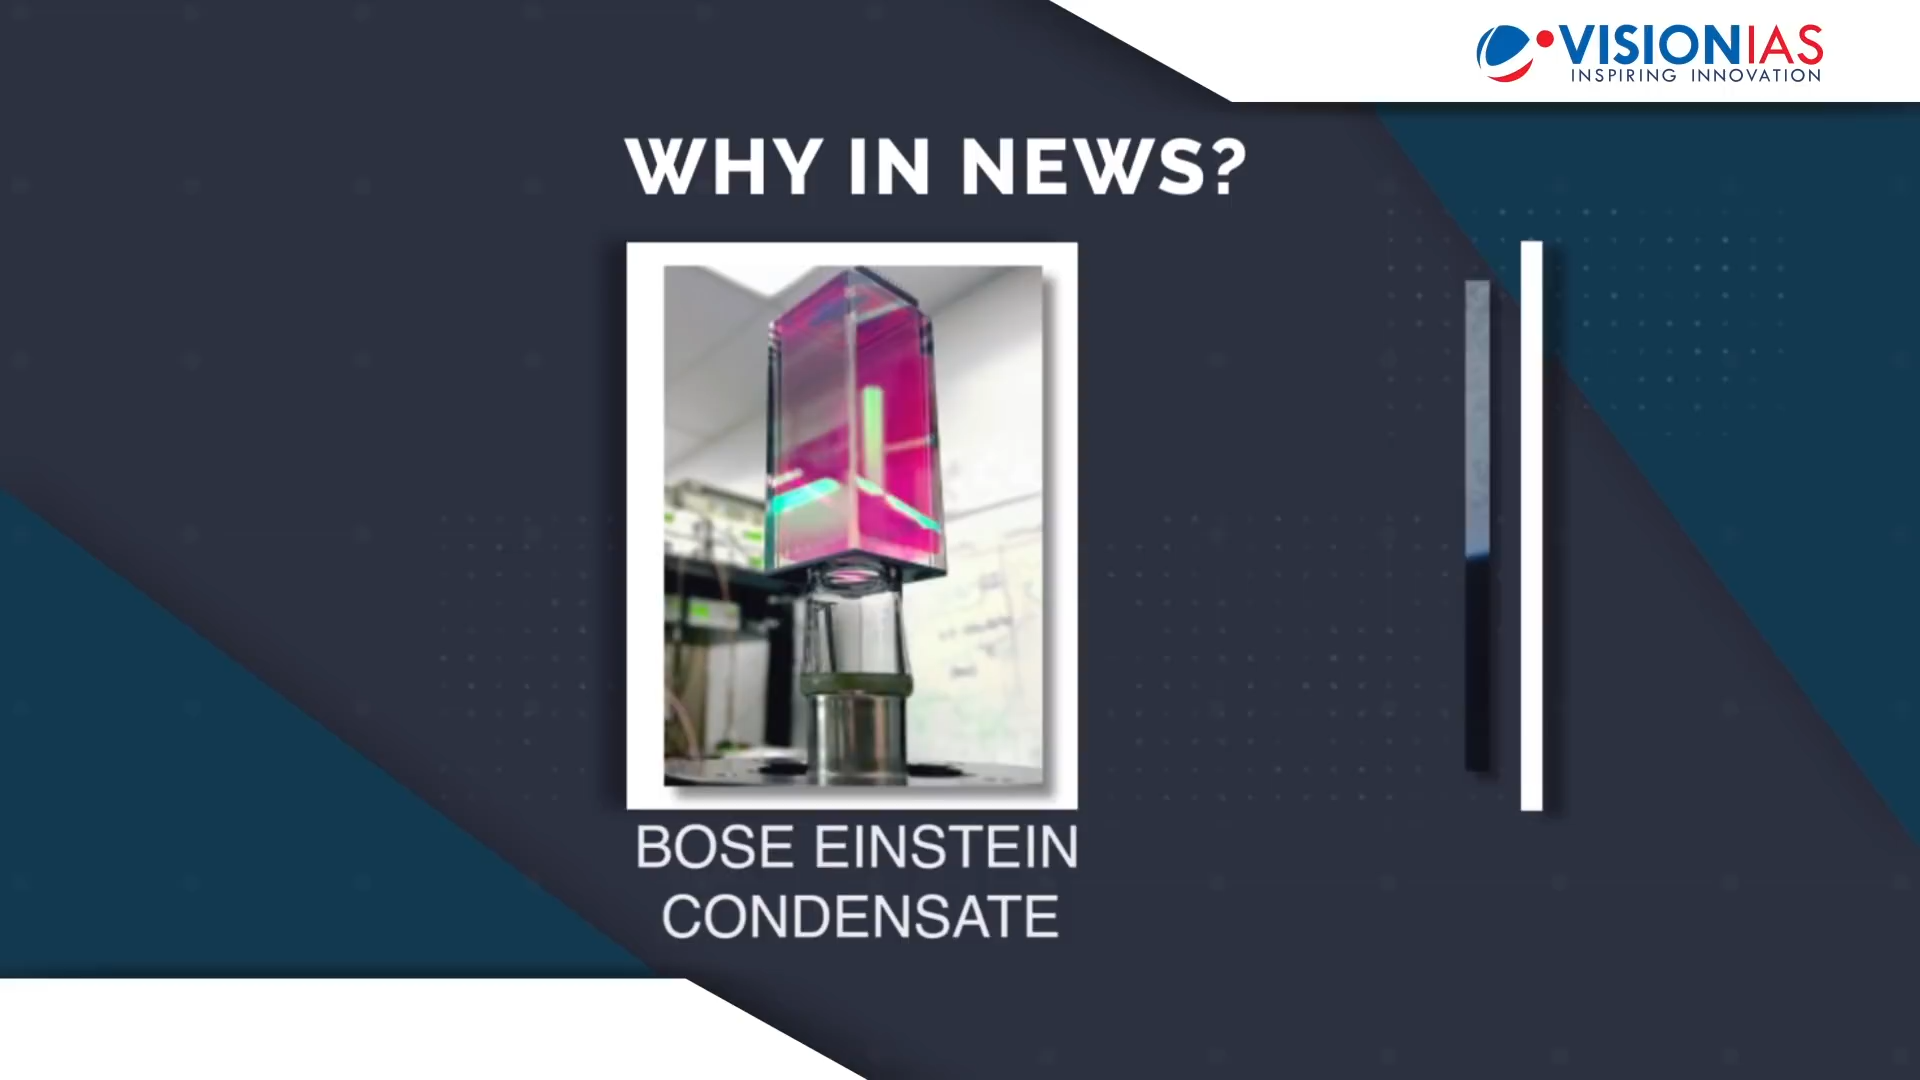 VISIONIAS
INSPIRING INNOVATION
WHY IN NEWS?
BOSE EINSTEIN
CONDENSATE